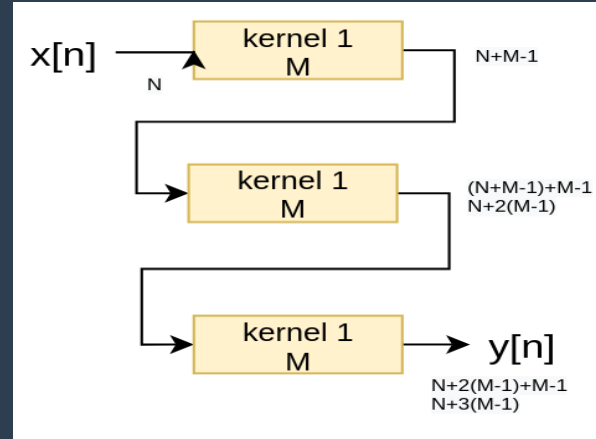 x[n]
N
kernel 1
M
N+M-1
kernel 1
M
(N+M-1)+M-1
N+2(M-1)
kernel 1
M
y[n]
N+2(M-1)+M-1
N+3(M-1)